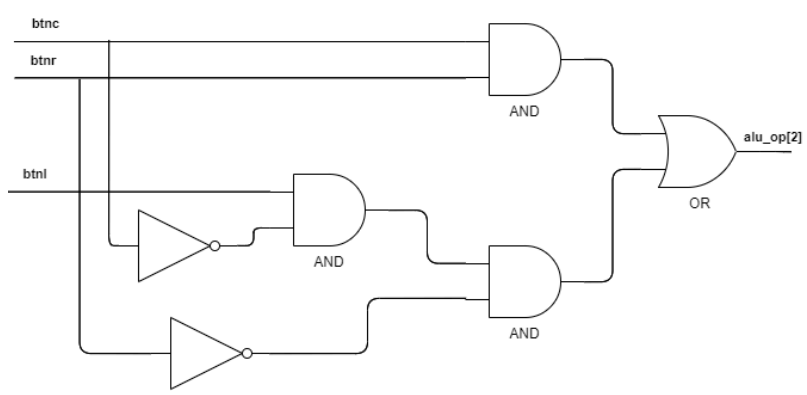 btnc
btnr
AND
alu_op[2]
btnl
OR
AND
AND